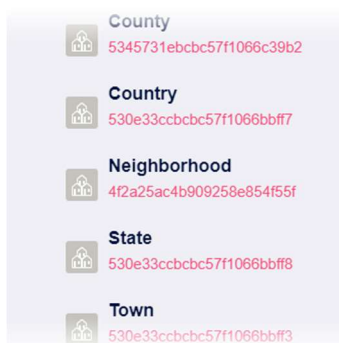 County
5345731ebcbc57f1066c39b2
Country
530e33ccbcbc57f1066bbff7
Neighborhood
4f2a25ac4b909258e854f55f
State
530e33ccbcbc57f1066bbff8
Town
530e33ccbcbc57f1066bbff3